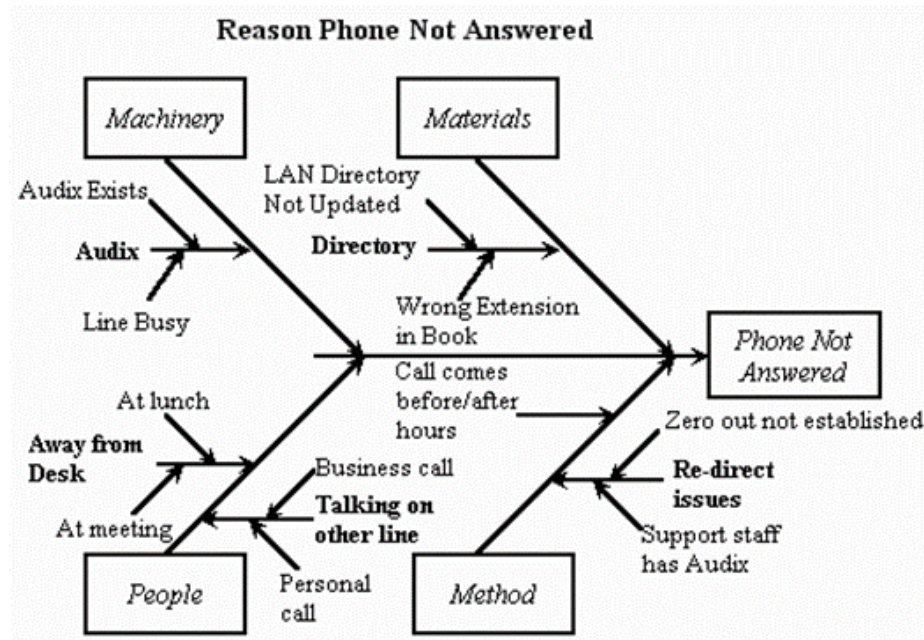 Reason Phone Not Answered
Machinery
Materials
Audix Exists
Audix
Line Busy
LAN Directory
Not Updated
Directory
Wrong Extension
in Book
Phone Not
Answered
Call comes
before/after
hours
At lunch
Away from
Desk
At meeting
Business call
Talking on
other line
Personal
call
Zero out not established
Re-direct
issues
Support staff
has Audix
People
Method